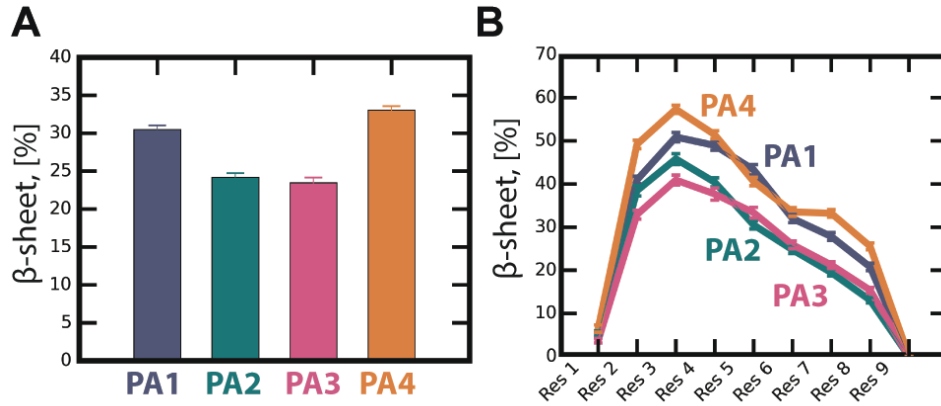 A
β-sheet, [%]
40
35
30
25
20
15
10
5
0
PA1 PA2 PA3 PA4
B
β-sheet, [%]
70
60
50
40
30
20
10
0
PA4
PA1
PA2
PA3
Res 1 Res 2 Res 3 Res 4 Res 5 Res 6 Res 7 Res 8 Res 9